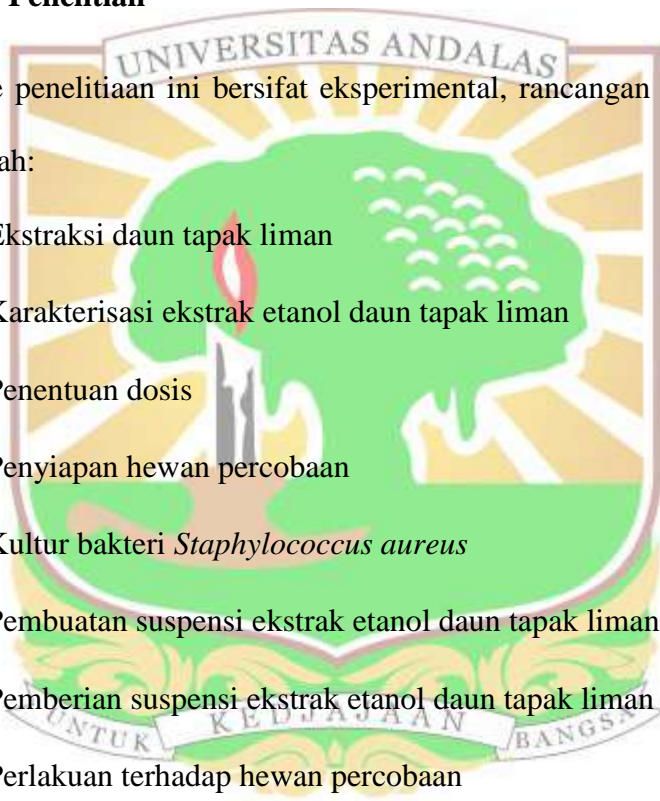 Penelitian
UNIVERSITAS ANDALAS
penelitiaan ini bersifat eksperimental, rancangan
ah:
Ekstraksi daun tapak liman
Karakterisasi ekstrak etanol daun tapak liman
Penentuan dosis
Penyiapan hewan percobaan
Kultur bakteri Staphylococcus aureus
Pembuatan suspensi ekstrak etanol daun tapak liman
Pemberian suspensi ekstrak etanol daun tapak liman
UNTUK KEDJAJAAN BANGSA
Perlakuan terhadap hewan percobaan